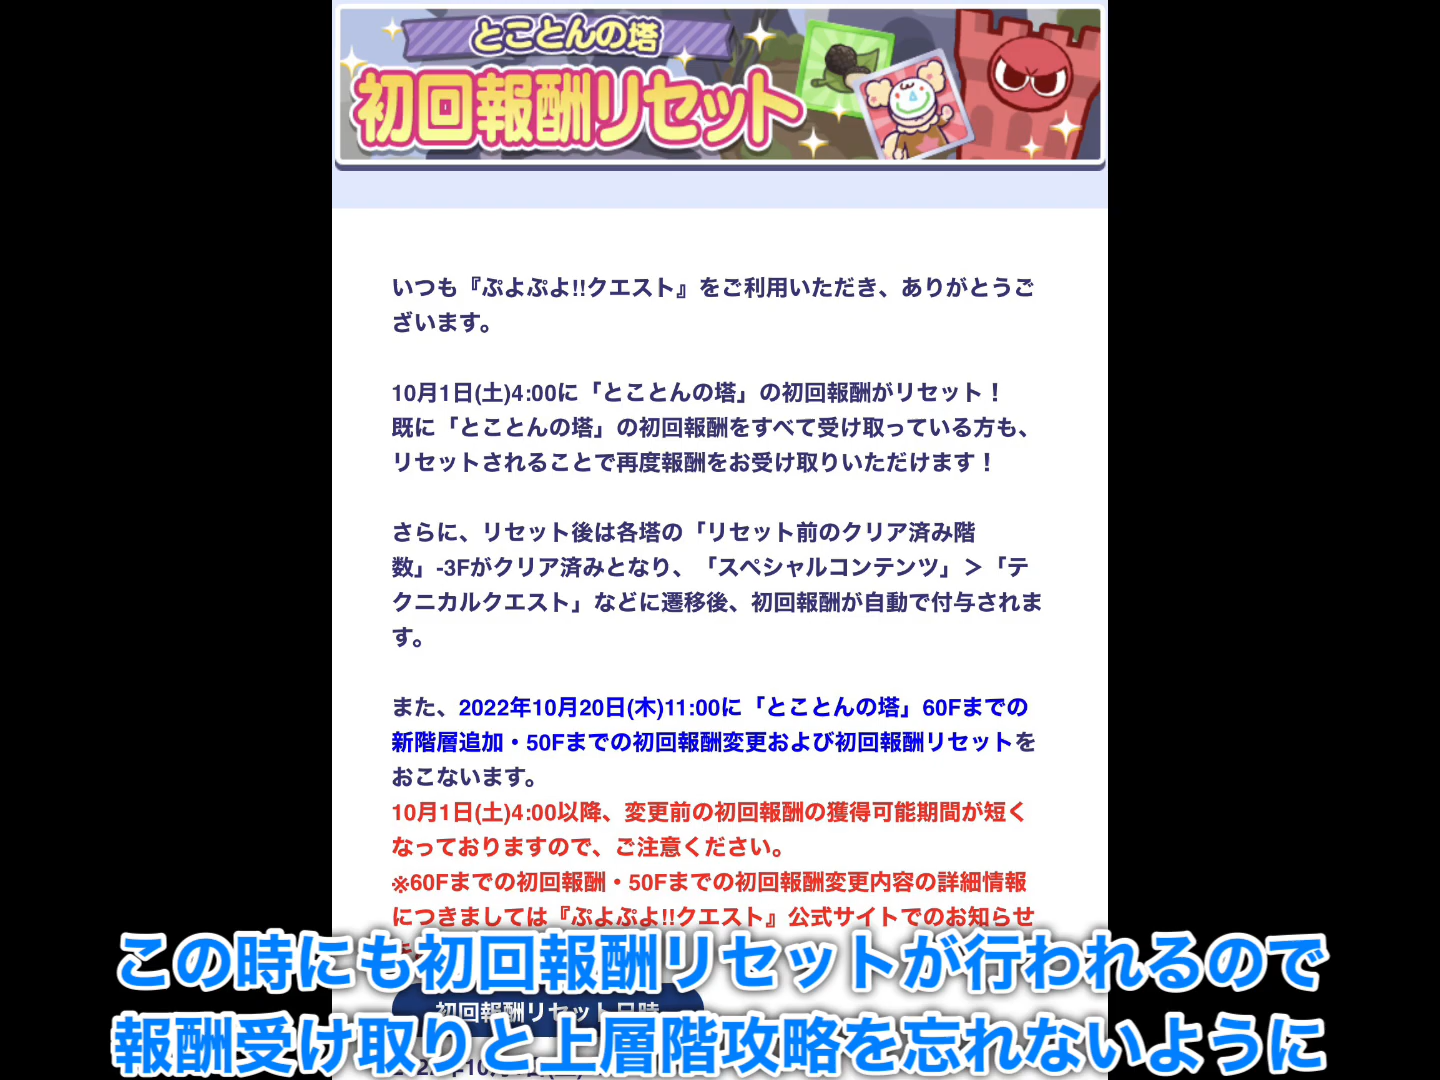 とことんの塔
初回報酬リセット
いつも『ぷよぷよ!!クエスト』をご利用いただき、ありがとうご
ざいます。
10月1日(土)4:00に「とことんの塔」の初回報酬がリセット！
既に「とことんの塔」の初回報酬をすべて受け取っている方も、
リセットされることで再度報酬をお受け取りいただけます！
さらに、リセット後は各塔の「リセット前のクリア済み階
数」-3Fがクリア済みとなり、「スペシャルコンテンツ」＞「テ
クニカルクエスト」などに遷移後、初回報酬が自動で付与されま
す。
また、2022年10月20日(木)11:00に「とことんの塔」60Fまでの
新階層追加・50Fまでの初回報酬変更および初回報酬リセットを
おこないます。
10月1日(土)4:00以降、変更前の初回報酬の獲得可能期間が短く
なっておりますので、ご注意ください。
※60Fまでの初回報酬・50Fまでの初回報酬変更内容の詳細情報
につきましては『ぷよぷよ!!クエスト』公式サイトでのお知らせ
この時にも初回報酬リセットが行われるので
初回報酬リセット日時
報酬受け取りと上層階攻略を忘れないように